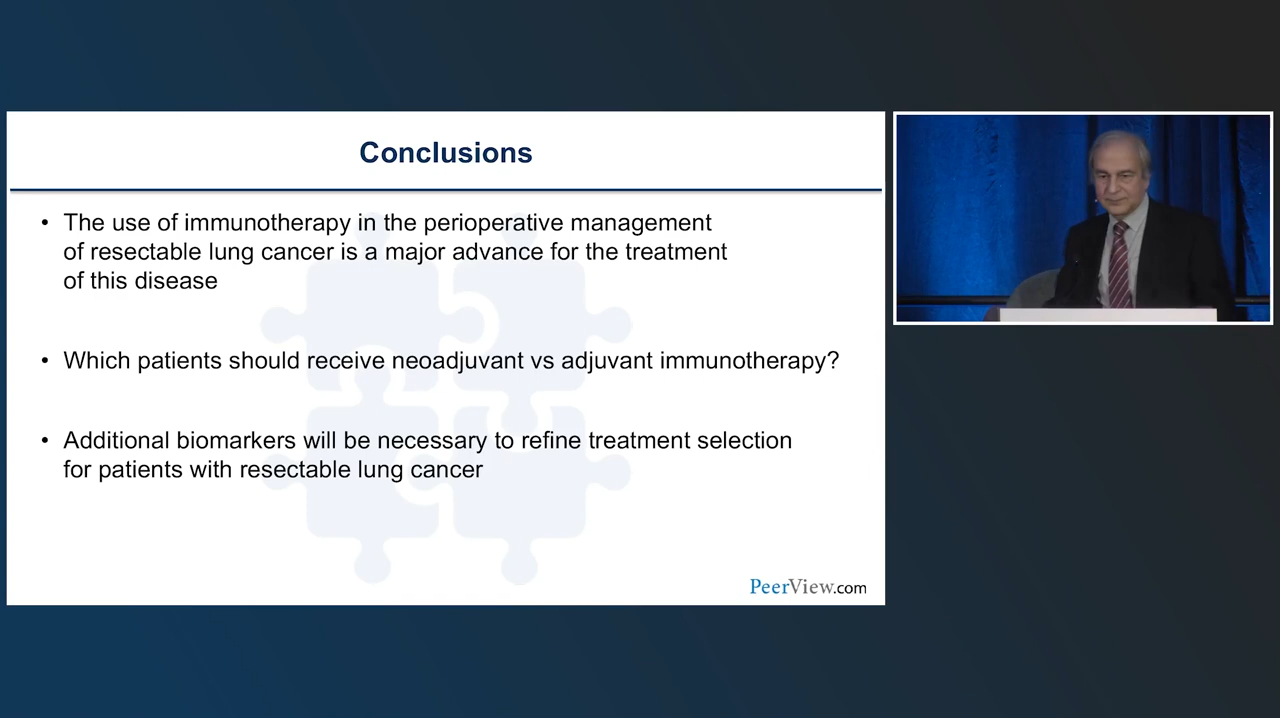 Conclusions
• The use of immunotherapy in the perioperative management
of resectable lung cancer is a major advance for the treatment
of this disease
• Which patients should receive neoadjuvant vs adjuvant immunotherapy?
• Additional biomarkers will be necessary to refine treatment selection
for patients with resectable lung cancer
PeerView.com